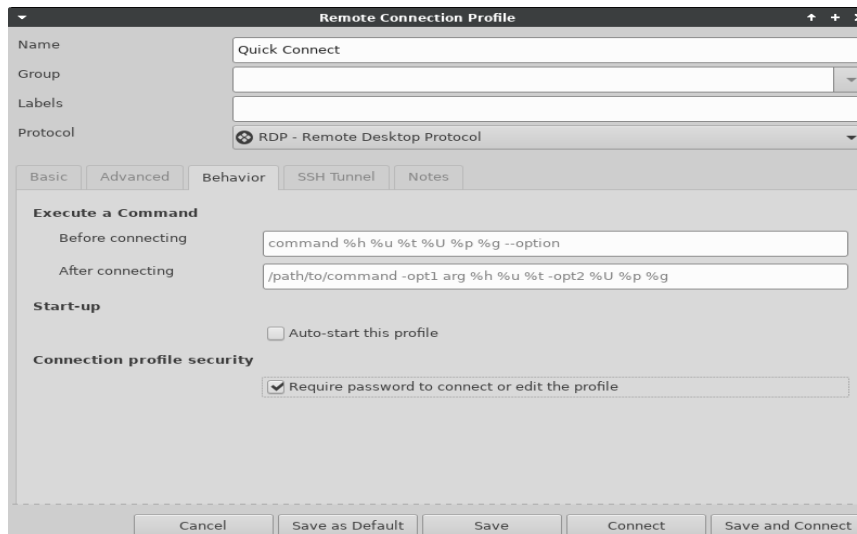 Remote Connection Profile
Name
Quick Connect
Group
Labels
Protocol
RDP - Remote Desktop Protocol
Basic Advanced Behavior SSH Tunnel Notes
Execute a Command
Before connecting
command %h %u %t %U %p %g --option
After connecting
/path/to/command -opt1 arg %h %u %t -opt2 %U %p %g
Start-up
Auto-start this profile
Connection profile security
Require password to connect or edit the profile
Cancel Save as Default Save Connect Save and Connect